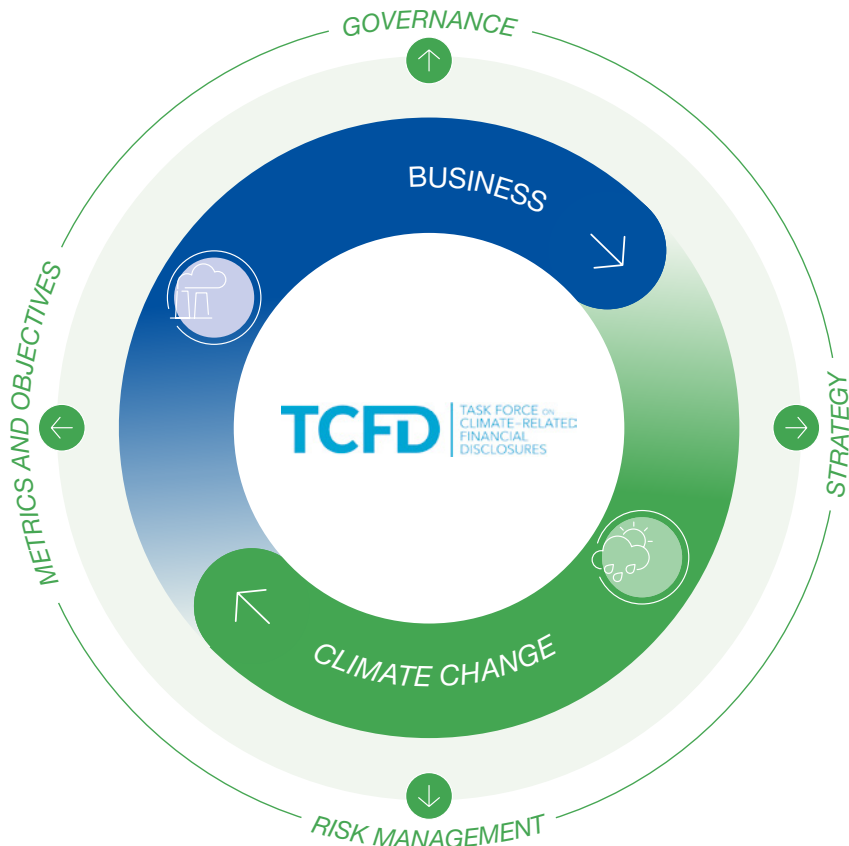 GOVERNANCE
BUSINESS
METRICS AND OBJECTIVES
TCFD
TASK FORCE ON
CLIMATE-RELATED
FINANCIAL
DISCLOSURES
STRATEGY
CLIMATE CHANGE
RISK MANAGEMENT